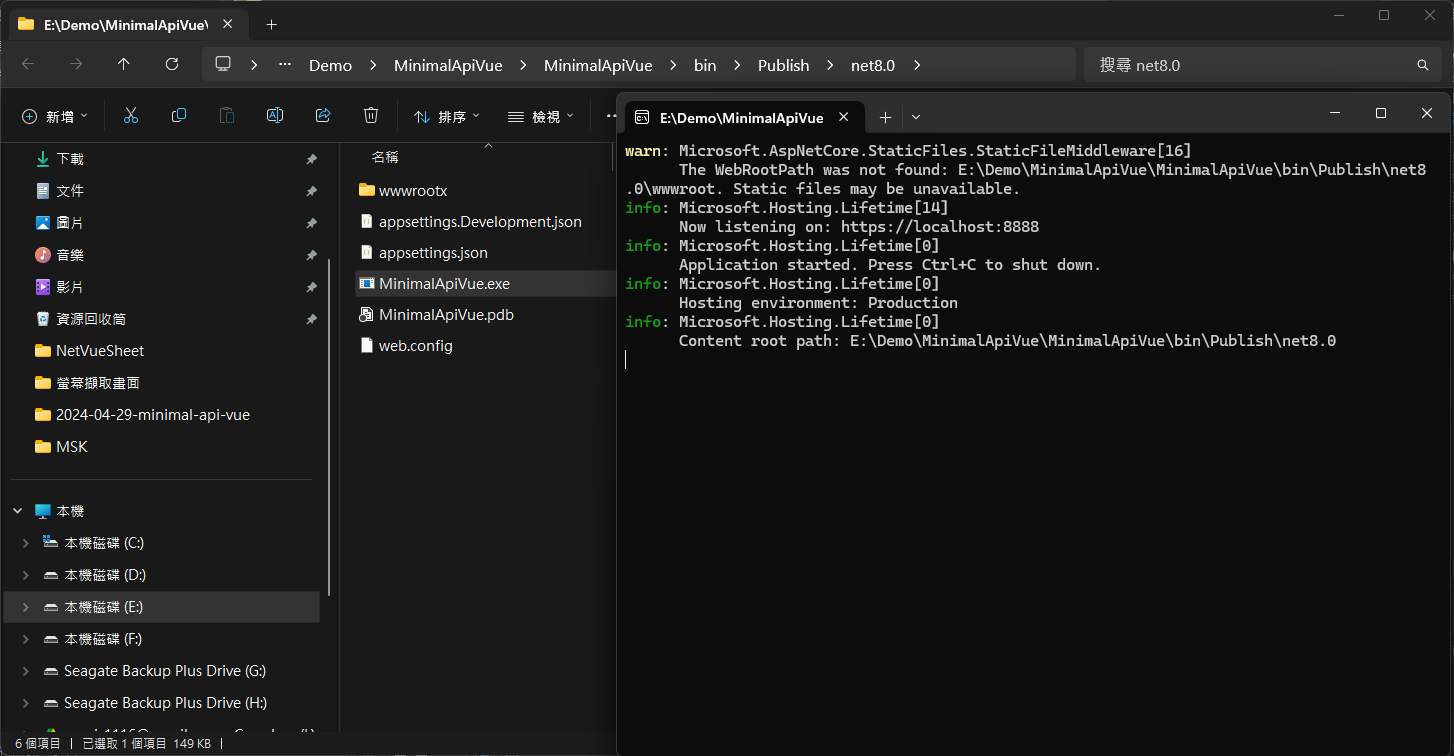 E:\Demo\MinimalApiVue\
Demo
MinimalApiVue
MinimalApiVue
bin
Publish
net8.0
搜尋 net8.0
新增
排序
檢視
下載
文件
圖片
音樂
影片
資源回收筒
NetVueSheet
螢幕擷取畫面
2024-04-29-minimal-api-vue
MSK
本機
本機磁碟 (C:)
本機磁碟 (D:)
本機磁碟 (E:)
本機磁碟 (F:)
Seagate Backup Plus Drive (G:)
Seagate Backup Plus Drive (H:)
6 個項目
已選取 1 個項目 149 KB
名稱
wwwrootx
appsettings.Development.json
appsettings.json
MinimalApiVue.exe
MinimalApiVue.pdb
web.config
E:\Demo\MinimalApiVue
warn: Microsoft.AspNetCore.StaticFiles.StaticFileMiddleware[16]
The WebRootPath was not found: E:\Demo\MinimalApiVue\MinimalApiVue\bin\Publish\net8
.0\wwwroot. Static files may be unavailable.
info: Microsoft.Hosting.Lifetime[14]
Now listening on: https://localhost:8888
info: Microsoft.Hosting.Lifetime[0]
Application started. Press Ctrl+C to shut down.
info: Microsoft.Hosting.Lifetime[0]
Hosting environment: Production
info: Microsoft.Hosting.Lifetime[0]
Content root path: E:\Demo\MinimalApiVue\MinimalApiVue\bin\Publish\net8.0